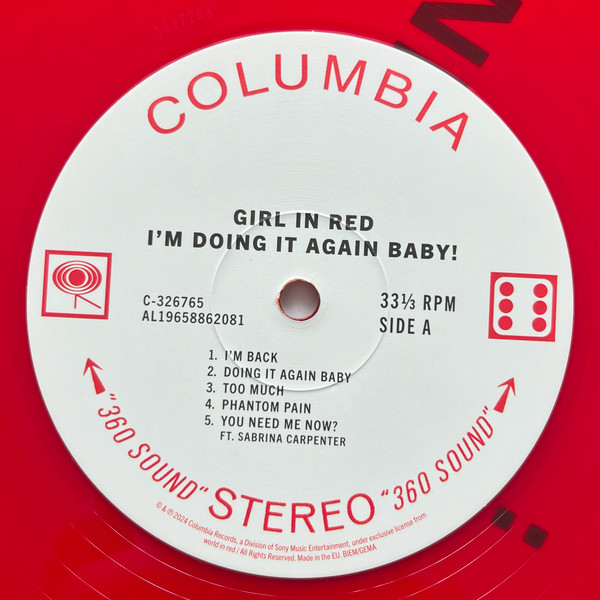 COLUMBIA
GIRL IN RED
I'M DOING IT AGAIN BABY!
C-326765
AL19658862081
33⅓ RPM
SIDE A
1. I'M BACK
2. DOING IT AGAIN BABY
3. TOO MUCH
4. PHANTOM PAIN
5. YOU NEED ME NOW?
FT. SABRINA CARPENTER
"360 SOUND" STEREO "360 SOUND"
© & ℗ 2024 Columbia Records, a Division of Sony Music Entertainment, under exclusive license from
world in red / All Rights Reserved. Made in the EU. BIEM/GEMA